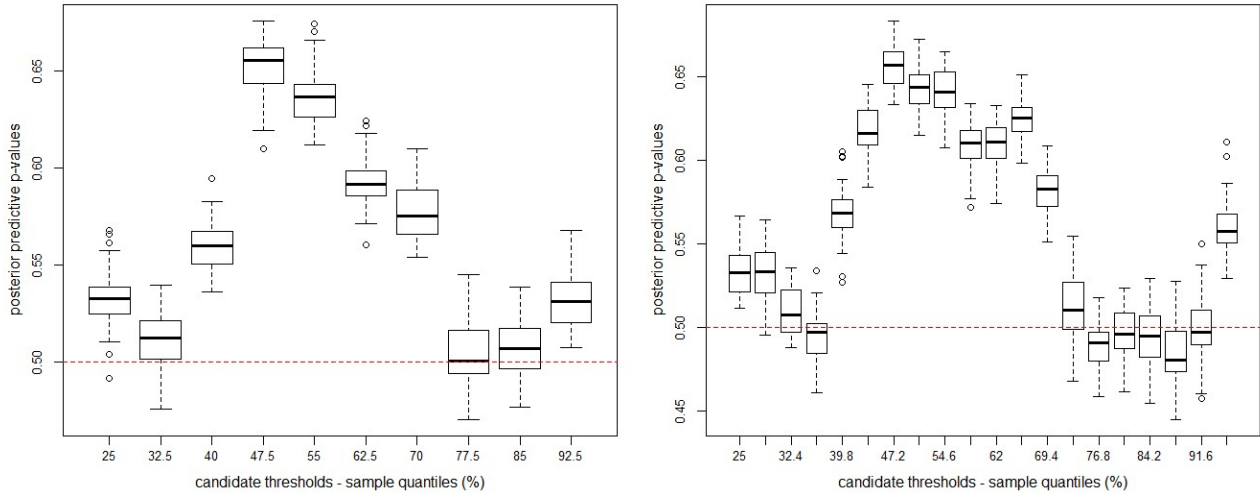 posterior predictive p-values
0.65
0.60
0.55
0.50
25 32.5 40 47.5 55 62.5 70 77.5 85 92.5
candidate thresholds - sample quantiles (%)
posterior predictive p-values
0.65
0.60
0.55
0.50
0.45
25 32.4 39.8 47.2 54.6 62 69.4 76.8 84.2 91.6
candidate thresholds - sample quantiles (%)